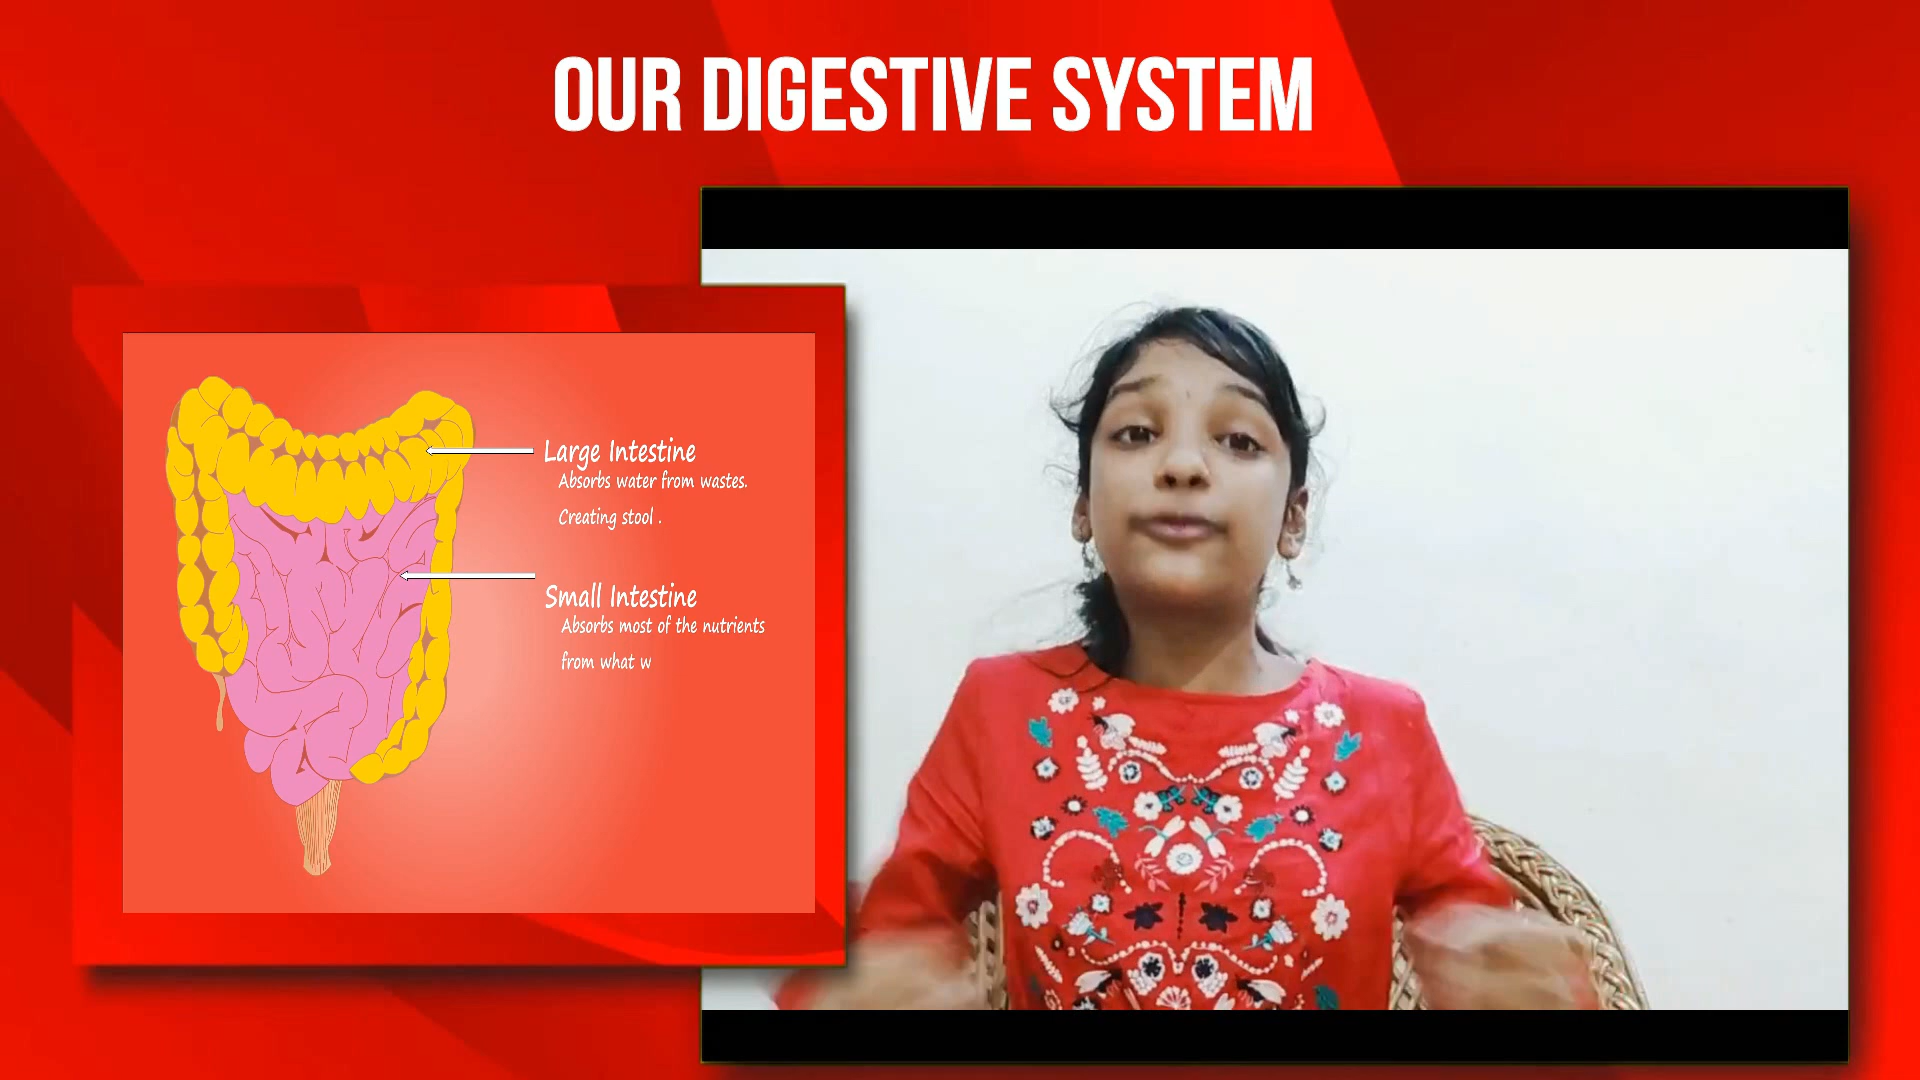 OUR DIGESTIVE SYSTEM
Large Intestine
Absorbs water from wastes.
Creating stool .
Small Intestine
Absorbs most of the nutrients
from what w